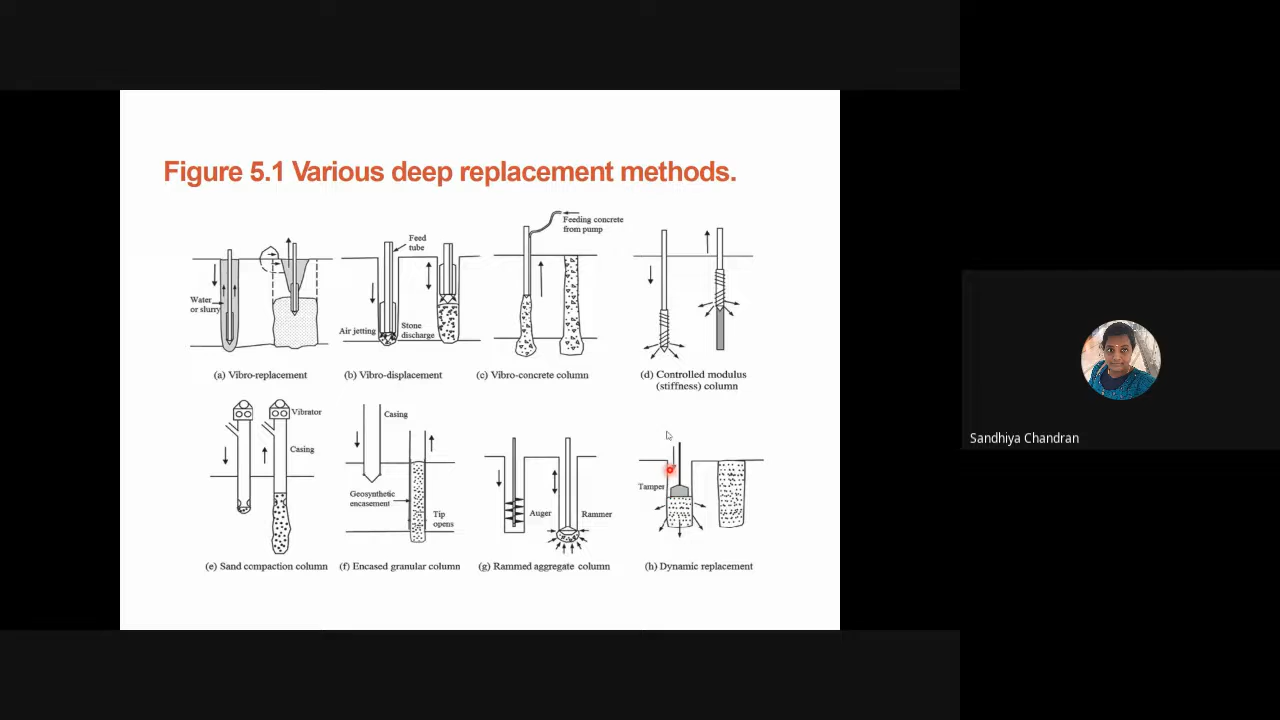 Figure 5.1 Various deep replacement methods.
Feeding concrete
from pump
Feed
tube
Water
or slurry
Air jetting
Stone
discharge
(a) Vibro-replacement
(b) Vibro-displacement
(c) Vibro-concrete column
(d) Controlled modulus
(stiffness) column
Vibrator
Casing
Casing
Geosynthetic
encasement
Tip
opens
Auger
Rammer
Tamper
(e) Sand compaction column
(f) Encased granular column
(g) Rammed aggregate column
(h) Dynamic replacement
Sandhiya Chandran